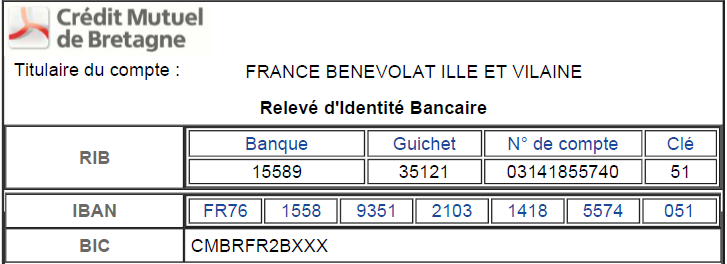 Crédit Mutuel
de Bretagne
Titulaire du compte : FRANCE BENEVOLAT ILLE ET VILAINE
Relevé d'Identité Bancaire
RIB
Banque Guichet N° de compte Clé
15589 35121 03141855740 51
IBAN FR76 1558 9351 2103 1418 5574 051
BIC CMBRFR2BXXX